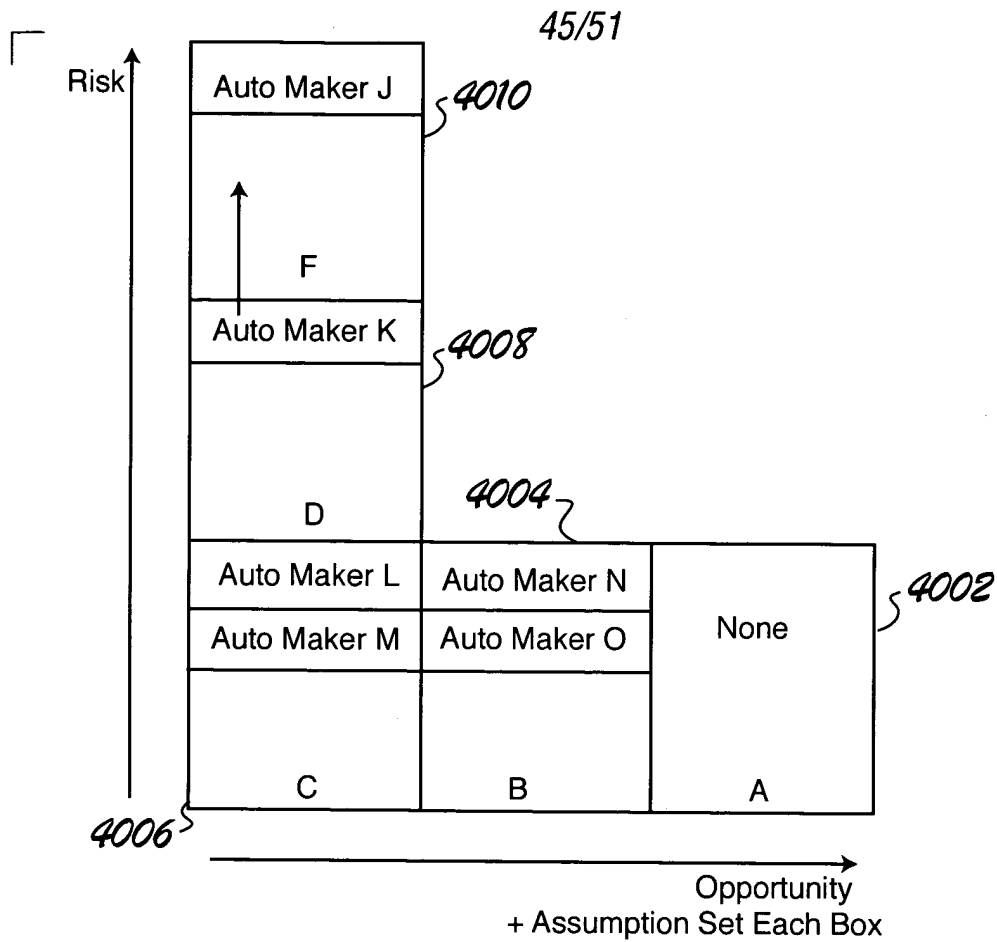 45/51
Risk
Auto Maker J
4010
F
Auto Maker K
4008
D
4004
Auto Maker L
Auto Maker N
4002
None
Auto Maker M
Auto Maker O
C
B
A
4006
Opportunity
+ Assumption Set Each Box